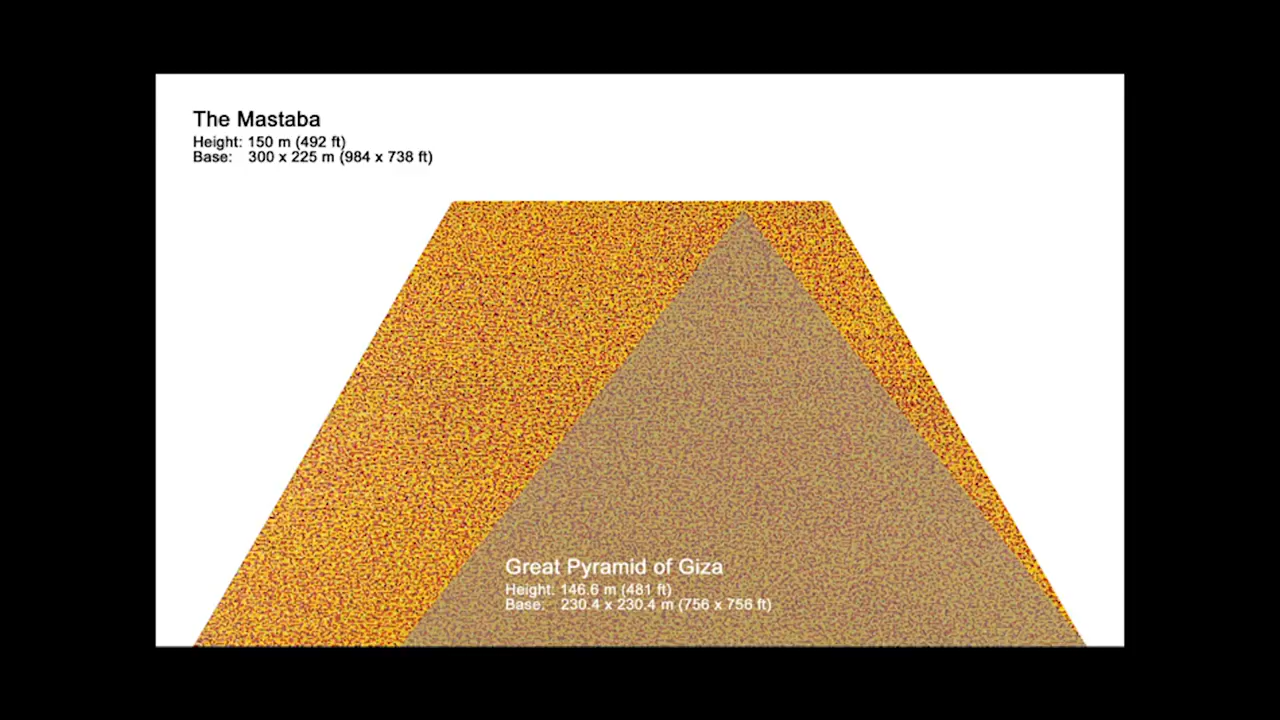 The Mastaba
Height: 150 m (492 ft)
Base: 300 x 225 m (984 x 738 ft)
Great Pyramid of Giza
Height: 146.6 m (481 ft)
Base: 230.4 x 230.4 m (756 x 756 ft)